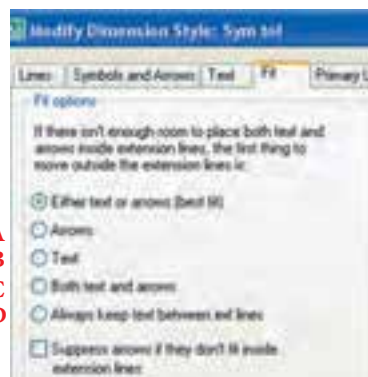 Modify Dimension Style: Sym tol
Lines Symbols and Arrows Text Fit Primary U
Fit options
If there isn't enough room to place both text and
arrows inside extension lines, the first thing to
move outside the extension lines is:
Either text or arrows (best fit)
A Arrows
B Text
C Both text and arrows
D Always keep text between ext lines
Suppress arrows if they don't fit inside
extension lines